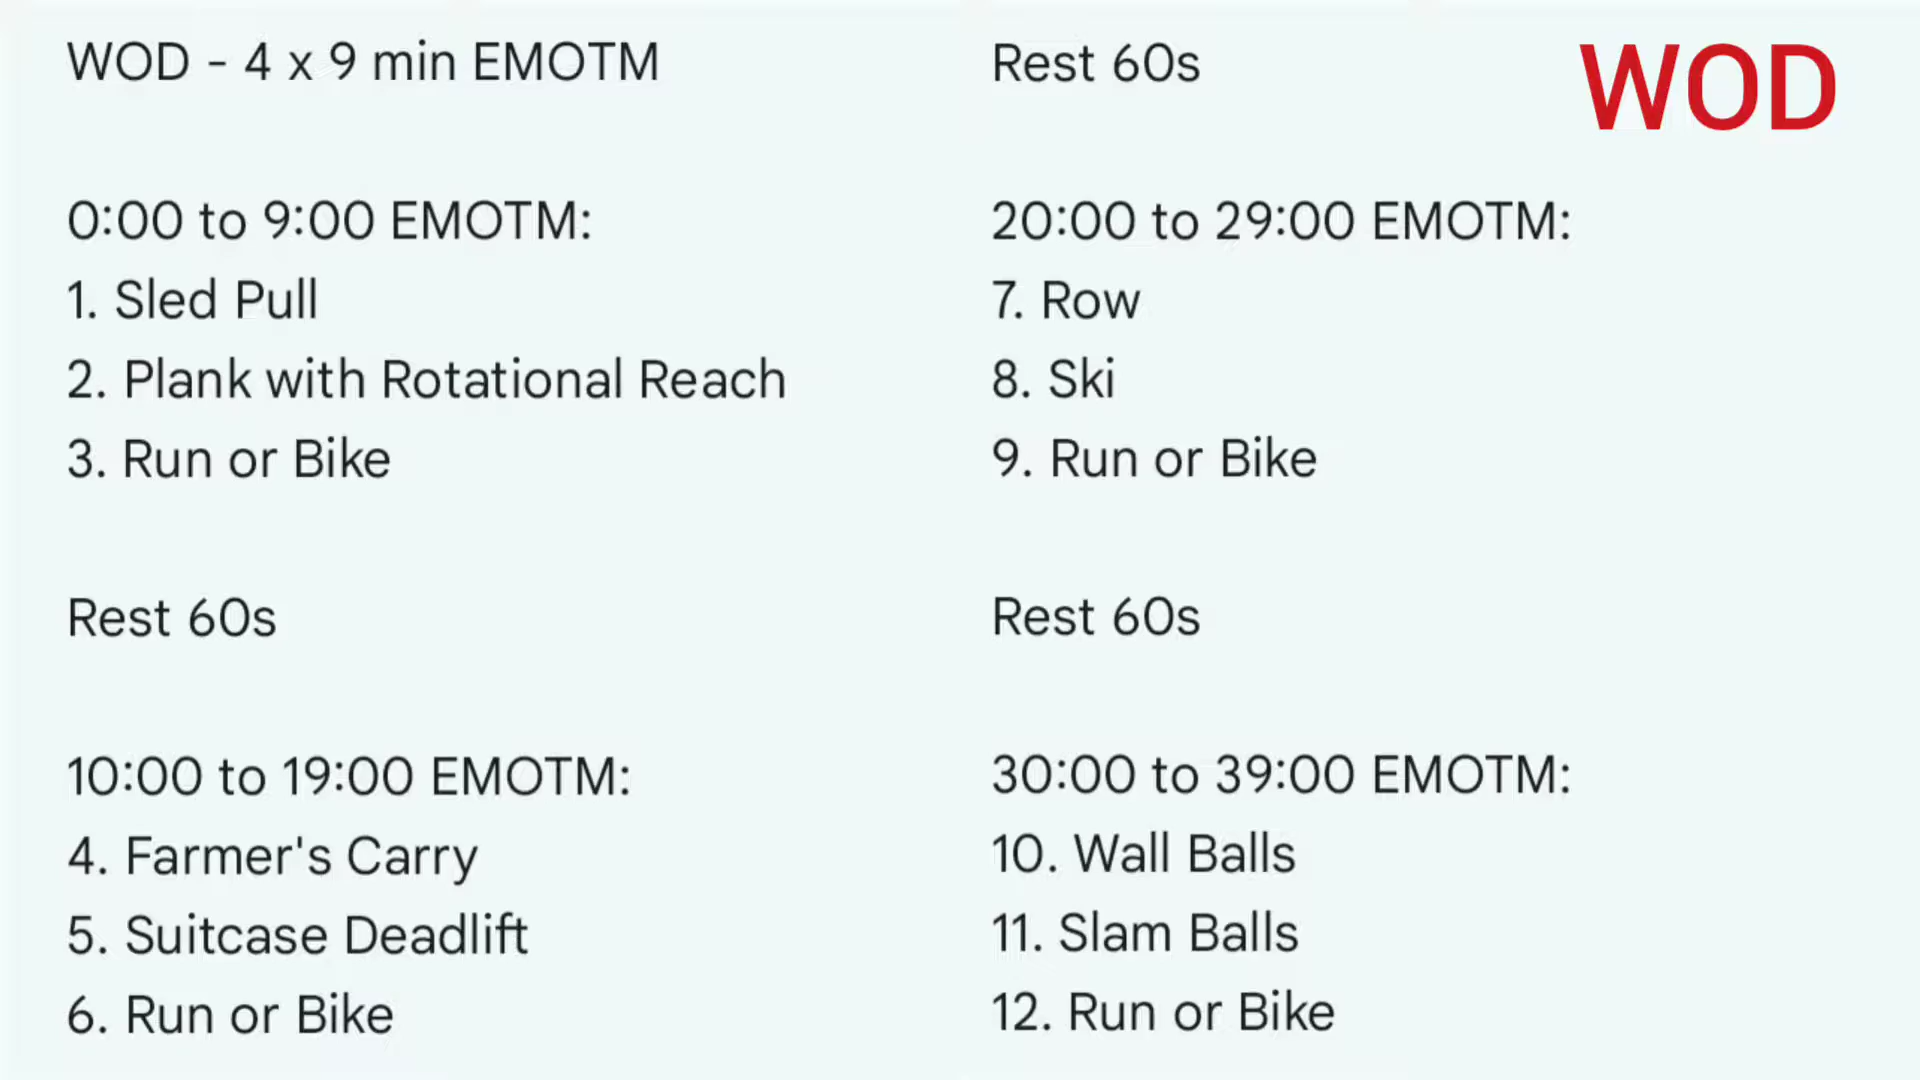 WOD - 4 x 9 min EMOTM
0:00 to 9:00 EMOTM:
1. Sled Pull
2. Plank with Rotational Reach
3. Run or Bike
Rest 60s
10:00 to 19:00 EMOTM:
4. Farmer's Carry
5. Suitcase Deadlift
6. Run or Bike
Rest 60s
20:00 to 29:00 EMOTM:
7. Row
8. Ski
9. Run or Bike
Rest 60s
30:00 to 39:00 EMOTM:
10. Wall Balls
11. Slam Balls
12. Run or Bike
WOD